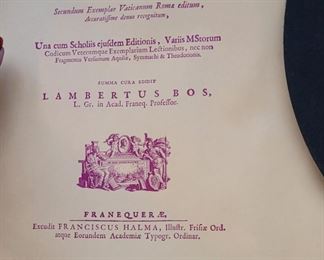 Secundum Exemplar Vaticanum Romæ editum,
Accuratissime denuo recognitum,
Una cum Scholiis ejusdem Editionis, Variis MStorum
Codicum Veterumque Exemplarium Lectionibus, nec non
Fragmentis Versionum Aquilæ, Symmachi & Theodotionis.
SUMMA CURA EDIDIT
LAMBERTUS BOS,
L. Gr. in Acad. Franeq. Professor.
FRANEQUERÆ,
Excudit FRANCISCUS HALMA, Illustr. Frisiæ Ord.
atque Eorundem Academiæ Typogr. Ordinar.